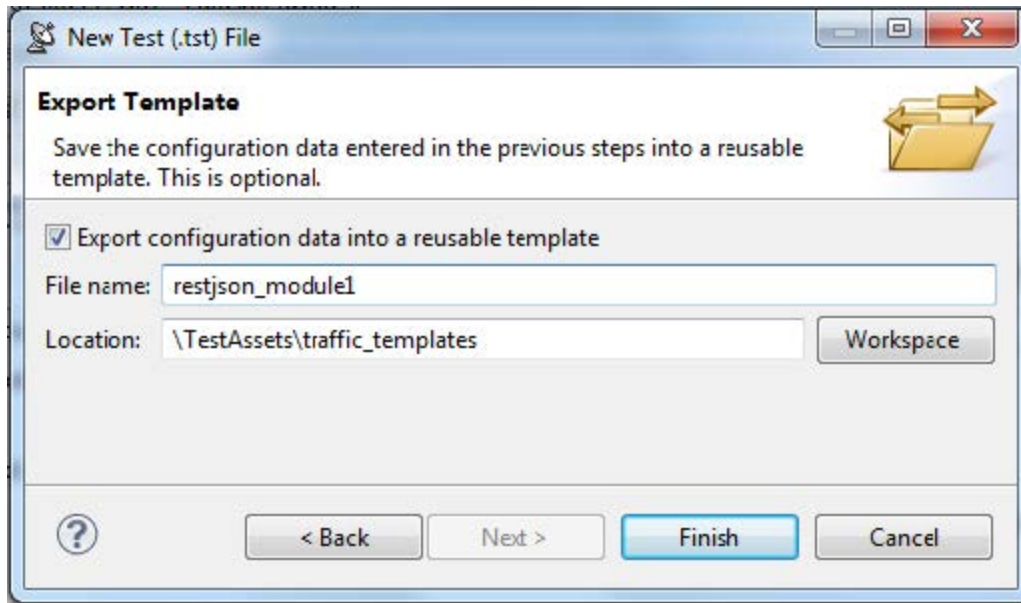 New Test (.tst) File
Export Template
Save the configuration data entered in the previous steps into a reusable
template. This is optional.
Export configuration data into a reusable template
File name: restjson_module1
Location: \TestAssets\traffic_templates Workspace
? < Back Next > Finish Cancel